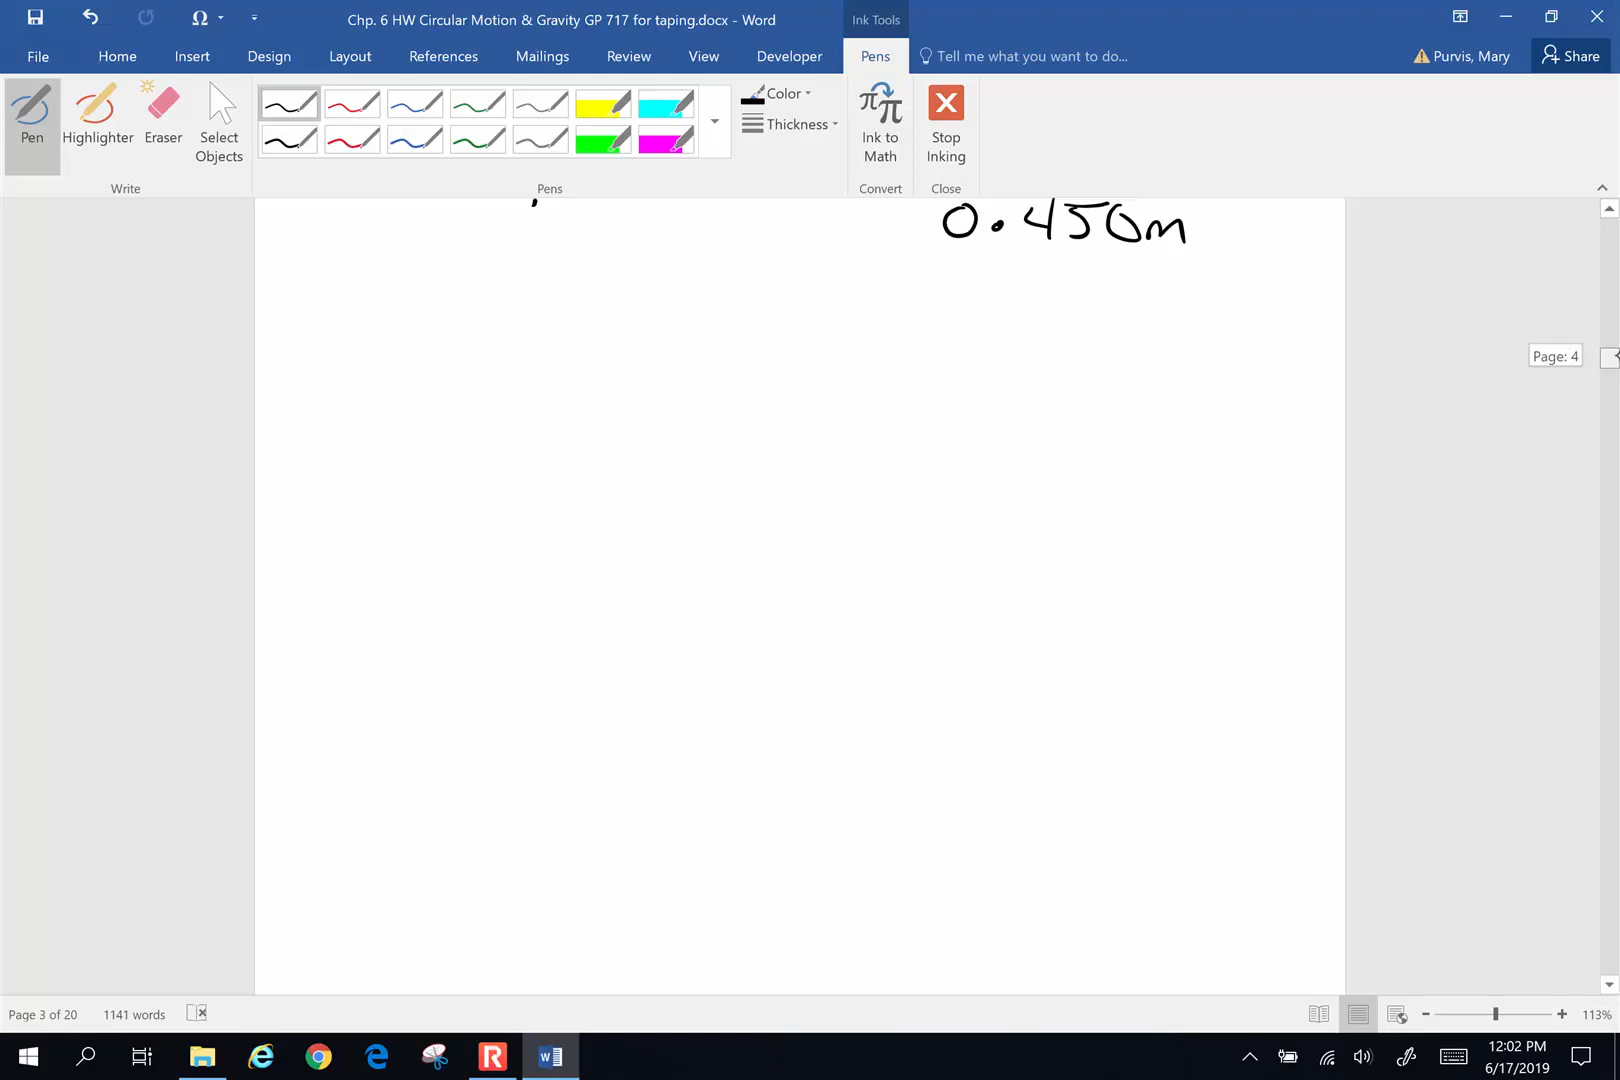 Chp. 6 HW Circular Motion & Gravity GP 717 for taping.docx - Word
Ink Tools
File Home Insert Design Layout References Mailings Review View Developer Pens Tell me what you want to do... Purvis, Mary Share
Pen Highlighter Eraser Select Objects
Color
Thickness
Ink to Math
Stop Inking
Write Pens Convert Close
0.450m
Page: 4
Page 3 of 20 1141 words 113%
12:02 PM
6/17/2019